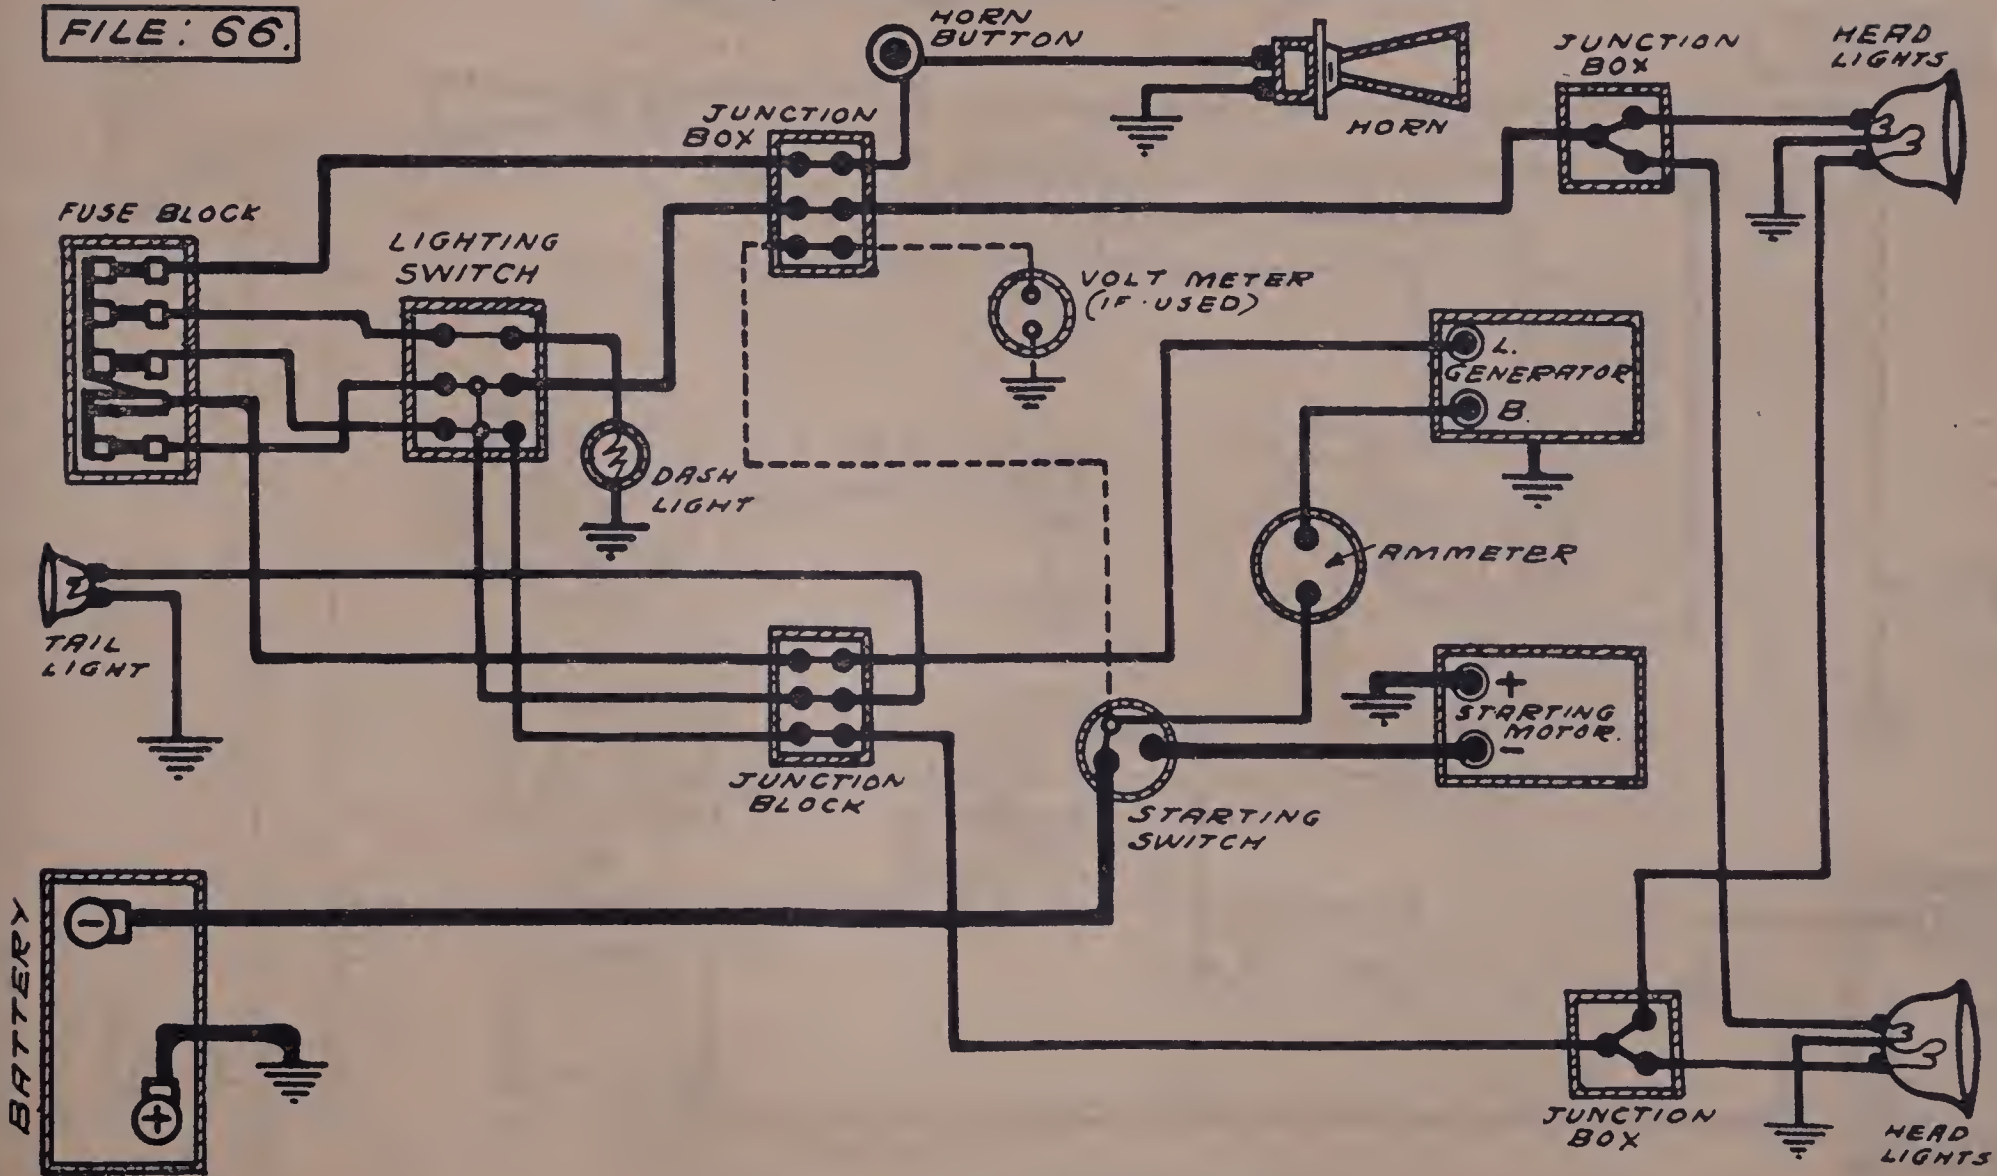 FILE: 66.
HORN
BUTTON
HORN
JUNCTION
BOX
HEAD
LIGHTS
JUNCTION
BOX
FUSE BLOCK
LIGHTING
SWITCH
VOLT METER
(IF USED)
L.
GENERATOR
B.
DASH
LIGHT
AMMETER
TAIL
LIGHT
+
STARTING
MOTOR.
-
JUNCTION
BLOCK
STARTING
SWITCH
BATTERY
-
+
JUNCTION
BOX
HEAD
LIGHTS